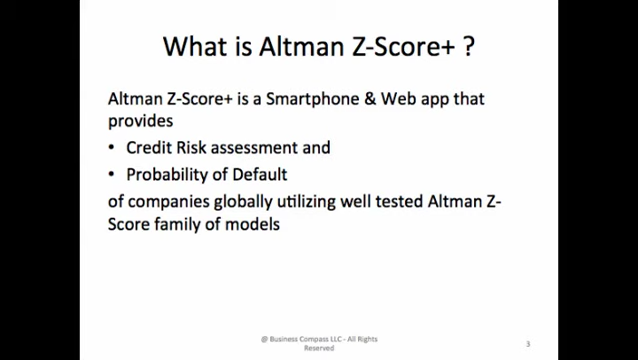 What is Altman Z-Score+ ?
Altman Z-Score+ is a Smartphone & Web app that
provides
• Credit Risk assessment and
• Probability of Default
of companies globally utilizing well tested Altman Z-
Score family of models
@ Business Compass LLC - All Rights
Reserved
3